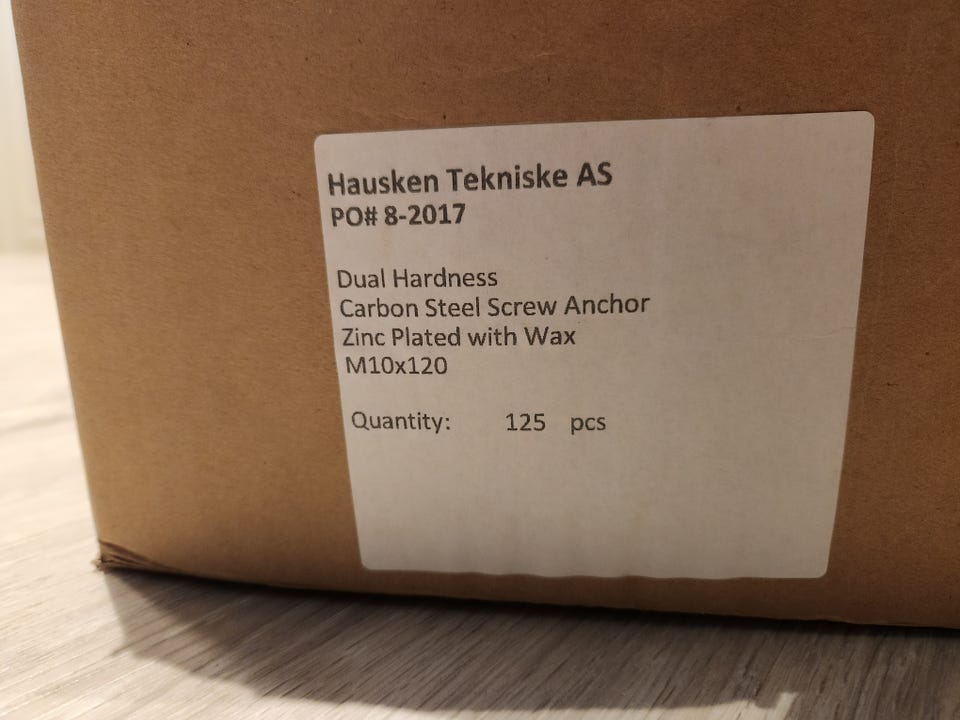 Hausken Tekniske AS
PO# 8-2017
Dual Hardness
Carbon Steel Screw Anchor
Zinc Plated with Wax
M10x120
Quantity: 125 pcs